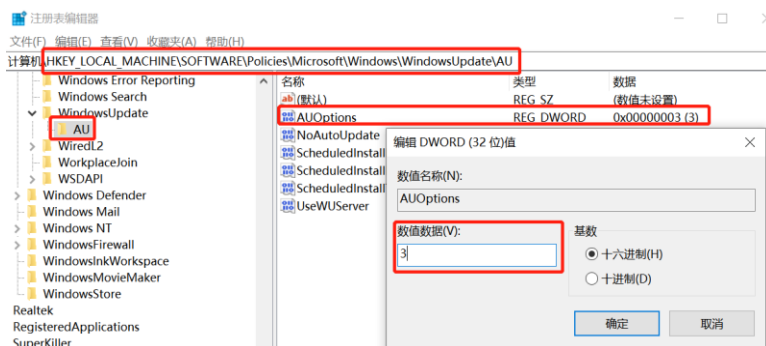 注册表编辑器
文件(F) 编辑(E) 查看(V) 收藏夹(A) 帮助(H)
计算机\HKEY_LOCAL_MACHINE\SOFTWARE\Policies\Microsoft\Windows\WindowsUpdate\AU
Windows Error Reporting
Windows Search
WindowsUpdate
AU
WiredL2
WorkplaceJoin
WSDAPI
Windows Defender
Windows Mail
Windows NT
WindowsFirewall
WindowsInkWorkspace
WindowsMovieMaker
WindowsStore
Realtek
RegisteredApplications
SuperKiller
名称 类型 数据
(默认) REG_SZ (数值未设置)
AUOptions REG_DWORD 0x00000003 (3)
NoAutoUpdate
ScheduledInstall
ScheduledInstall
ScheduledInstall
UseWUServer
编辑 DWORD (32 位)值
数值名称(N):
AUOptions
数值数据(V):
3
基数
十六进制(H)
十进制(D)
确定 取消